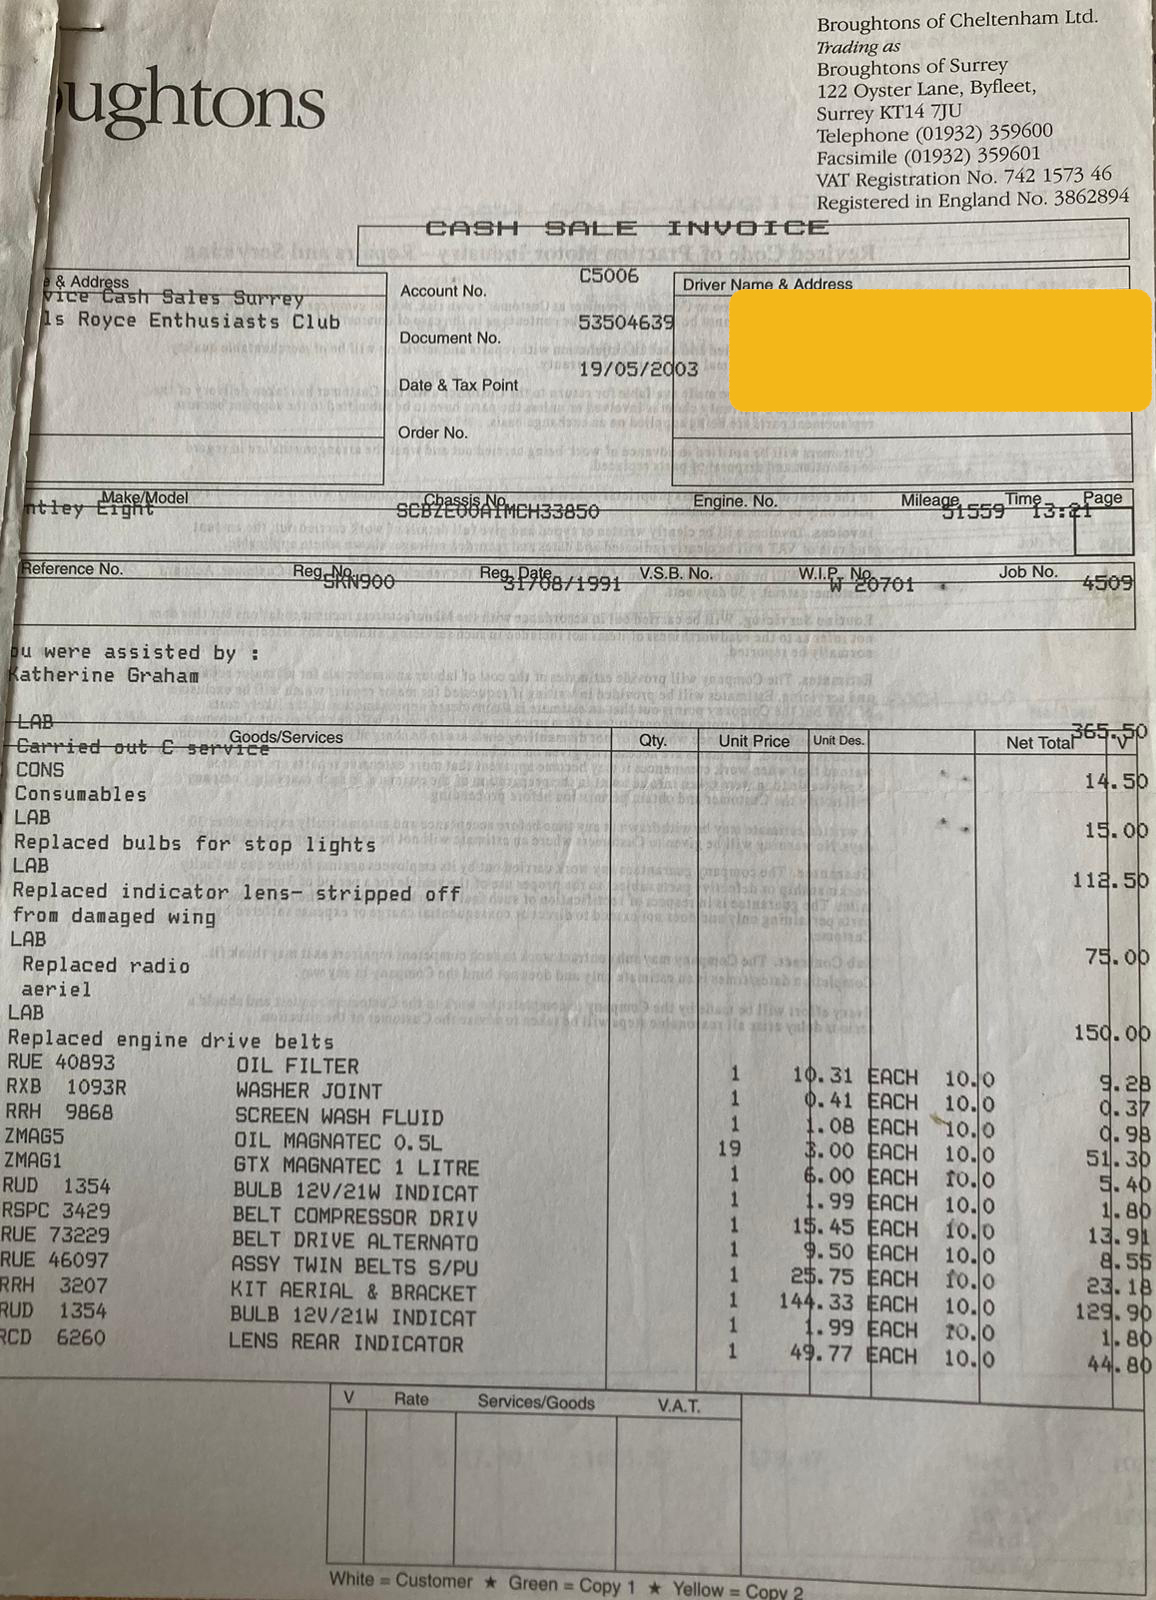 oughtons
Broughtons of Cheltenham Ltd.
Trading as
Broughtons of Surrey
122 Oyster Lane, Byfleet,
Surrey KT14 7JU
Telephone (01932) 359600
Facsimile (01932) 359601
VAT Registration No. 742 1573 46
Registered in England No. 3862894
CASH SALE INVOICE
& Address
vice Cash Sales Surrey
ls Royce Enthusiasts Club
Account No. C5006
Document No. 53504639
Date & Tax Point 19/05/2003
Order No.
Driver Name & Address
Make/Model Chassis No. Engine. No. Mileage Time Page
ntley Eight 51559 13:21
Reference No. Reg. No. Reg. Date V.S.B. No. W.I.P. No. Job No.
SRN900 31/08/1991 W 20701 4509
ou were assisted by :
Katherine Graham
Goods/Services Qty. Unit Price Unit Des. Net Total V
LAB 365.50
Carried out C service
CONS 14.50
Consumables
LAB 15.00
Replaced bulbs for stop lights
LAB 112.50
Replaced indicator lens- stripped off
from damaged wing
LAB 75.00
Replaced radio
aeriel
LAB 150.00
Replaced engine drive belts
RUE 40893 OIL FILTER 1 10.31 EACH 10.0 9.28
RXB 1093R WASHER JOINT 1 0.41 EACH 10.0 0.37
RRH 9868 SCREEN WASH FLUID 1 1.08 EACH 10.0 0.98
ZMAG5 OIL MAGNATEC 0.5L 19 3.00 EACH 10.0 51.30
ZMAG1 GTX MAGNATEC 1 LITRE 1 6.00 EACH 10.0 5.40
RUD 1354 BULB 12V/21W INDICAT 1 1.99 EACH 10.0 1.80
RSPC 3429 BELT COMPRESSOR DRIV 1 15.45 EACH 10.0 13.91
RUE 73229 BELT DRIVE ALTERNATO 1 9.50 EACH 10.0 8.55
RUE 46097 ASSY TWIN BELTS S/PU 1 25.75 EACH 10.0 23.18
RRH 3207 KIT AERIAL & BRACKET 1 144.33 EACH 10.0 129.90
RUD 1354 BULB 12V/21W INDICAT 1 1.99 EACH 10.0 1.80
RCD 6260 LENS REAR INDICATOR 1 49.77 EACH 10.0 44.80
V Rate Services/Goods V.A.T.
White = Customer ★ Green = Copy 1 ★ Yellow = Copy 2